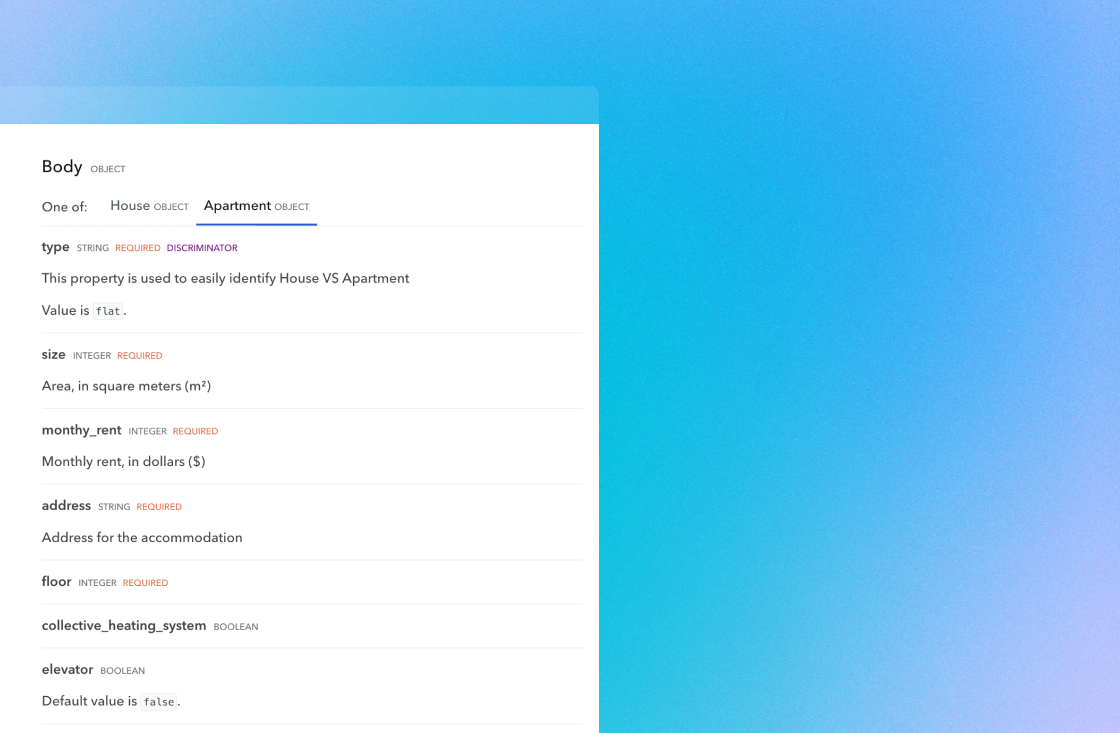 Body OBJECT
One of: House OBJECT Apartment OBJECT
type STRING REQUIRED DISCRIMINATOR
This property is used to easily identify House VS Apartment
Value is flat.
size INTEGER REQUIRED
Area, in square meters (m²)
monthy_rent INTEGER REQUIRED
Monthly rent, in dollars ($)
address STRING REQUIRED
Address for the accommodation
floor INTEGER REQUIRED
collective_heating_system BOOLEAN
elevator BOOLEAN
Default value is false.